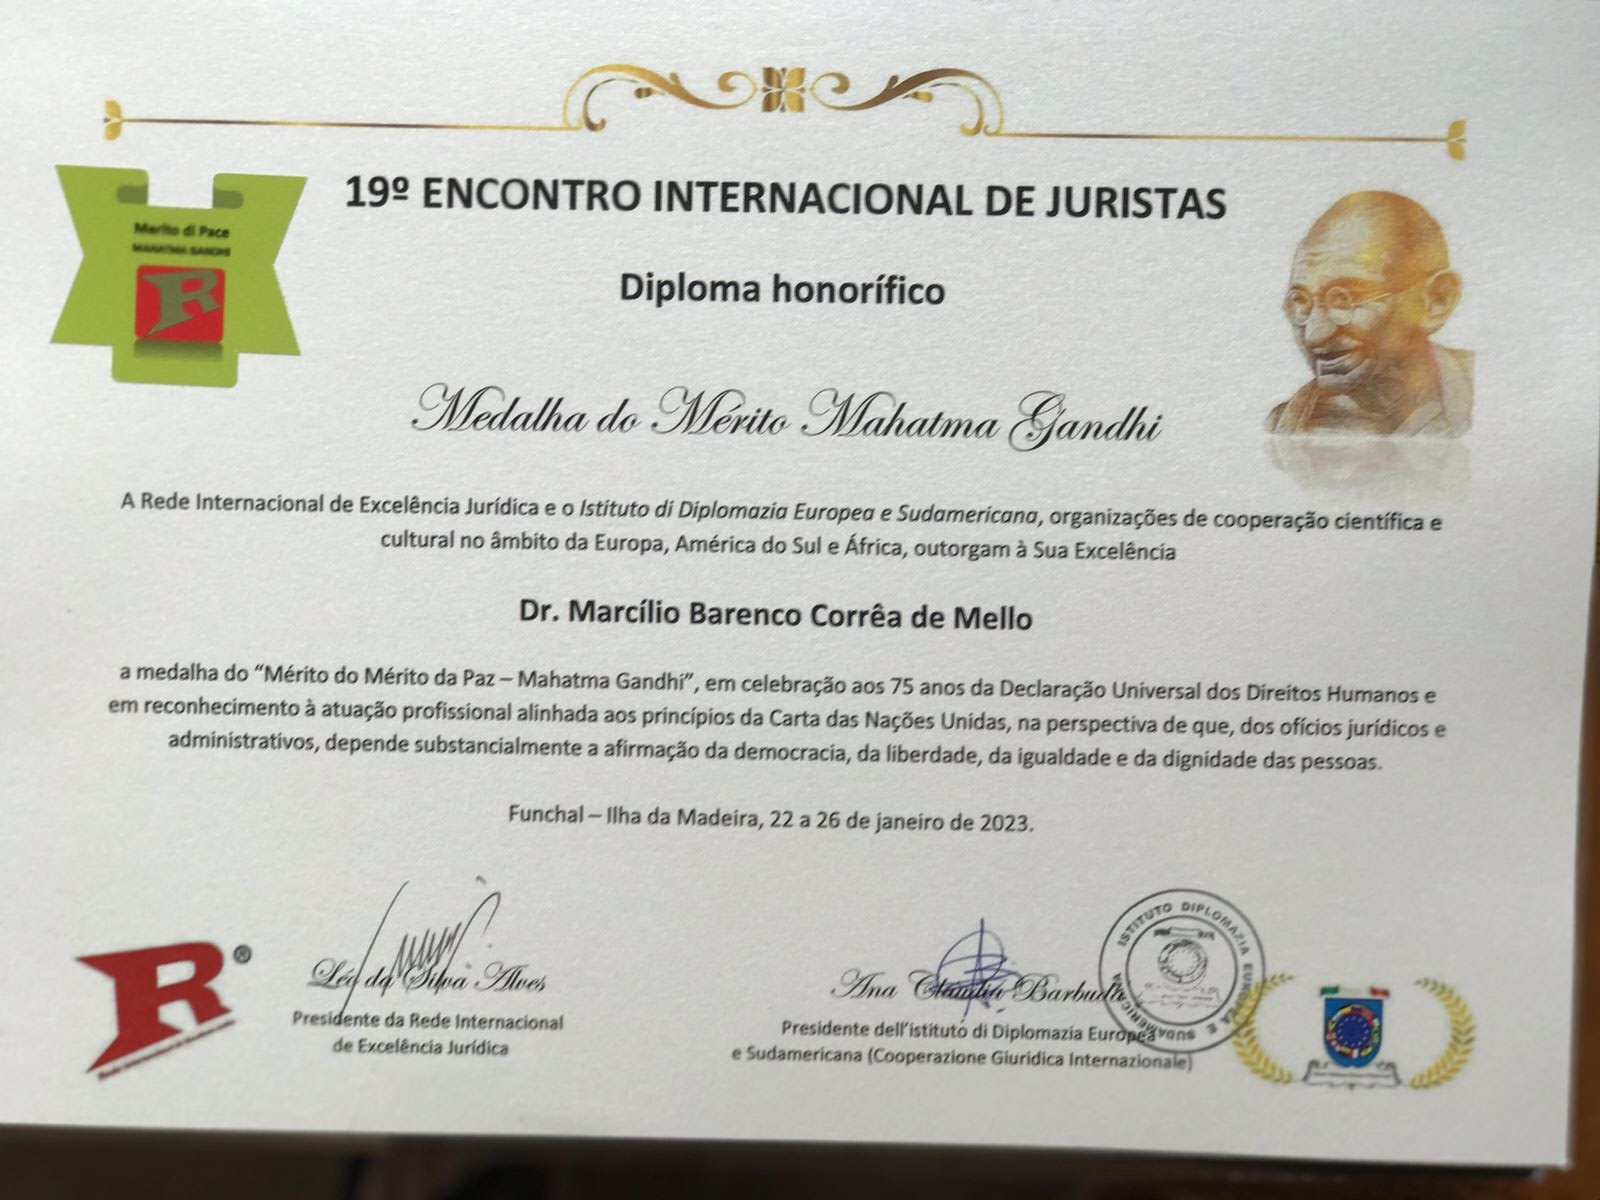 19º ENCONTRO INTERNACIONAL DE JURISTAS
Merito di Pace
MAHATMA GANDHI
R
Diploma honorífico
Medalha do Mérito Mahatma Gandhi
A Rede Internacional de Excelência Jurídica e o Istituto di Diplomazia Europea e Sudamericana, organizações de cooperação científica e
cultural no âmbito da Europa, América do Sul e África, outorgam à Sua Excelência
Dr. Marcílio Barenco Corrêa de Mello
a medalha do “Mérito do Mérito da Paz – Mahatma Gandhi”, em celebração aos 75 anos da Declaração Universal dos Direitos Humanos e
em reconhecimento à atuação profissional alinhada aos princípios da Carta das Nações Unidas, na perspectiva de que, dos ofícios jurídicos e
administrativos, depende substancialmente a afirmação da democracia, da liberdade, da igualdade e da dignidade das pessoas.
Funchal – Ilha da Madeira, 22 a 26 de janeiro de 2023.
R®
Léo da Silva Alves
Presidente da Rede Internacional
de Excelência Jurídica
Ana Claudia Barbuda
Presidente dell’istituto di Diplomazia Europea
e Sudamericana (Cooperazione Giuridica Internazionale)
ISTITUTO DIPLOMAZIA EUROPEA E SUDAMERICANA